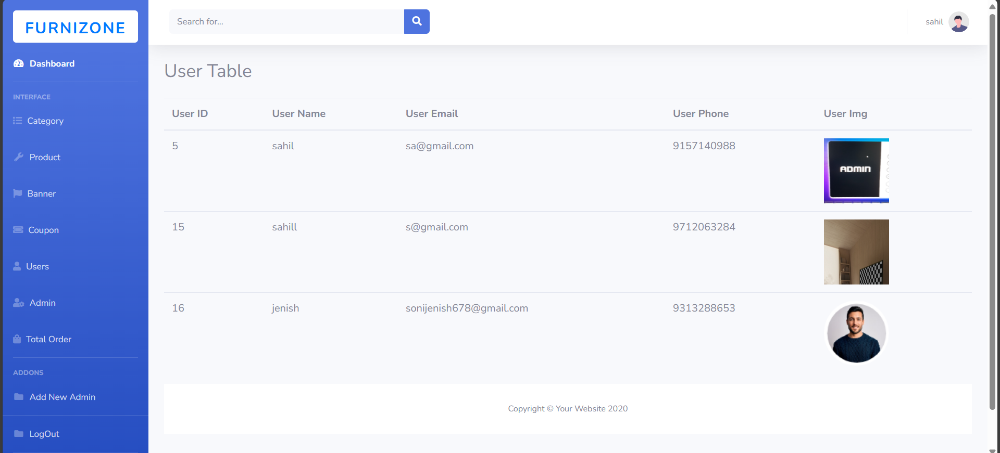 FURNIZONE
Dashboard
INTERFACE
Category
Product
Banner
Coupon
Users
Admin
Total Order
ADDONS
Add New Admin
LogOut
Search for...
sahil
User Table
User ID User Name User Email User Phone User Img
5 sahil sa@gmail.com 9157140988
ADMIN
15 sahill s@gmail.com 9712063284
16 jenish sonijenish678@gmail.com 9313288653
Copyright © Your Website 2020